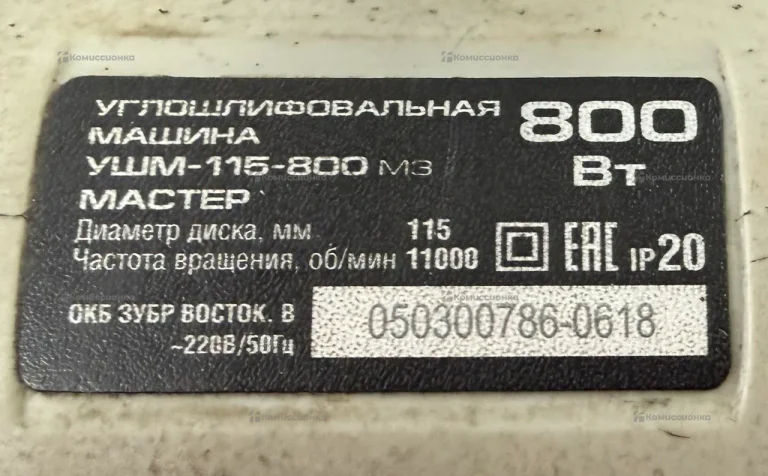 УГЛОШЛИФОВАЛЬНАЯ
МАШИНА
УШМ-115-800 М3
МАСТЕР
800
Вт
Диаметр диска, мм 115
Частота вращения, об/мин 11000
EAC IP20
ОКБ ЗУБР ВОСТОК. В
~220В/50Гц
050300786-0618
Комиссионка
Комиссионка
Комиссионка
Комиссионка
Комиссионка
Комиссионка